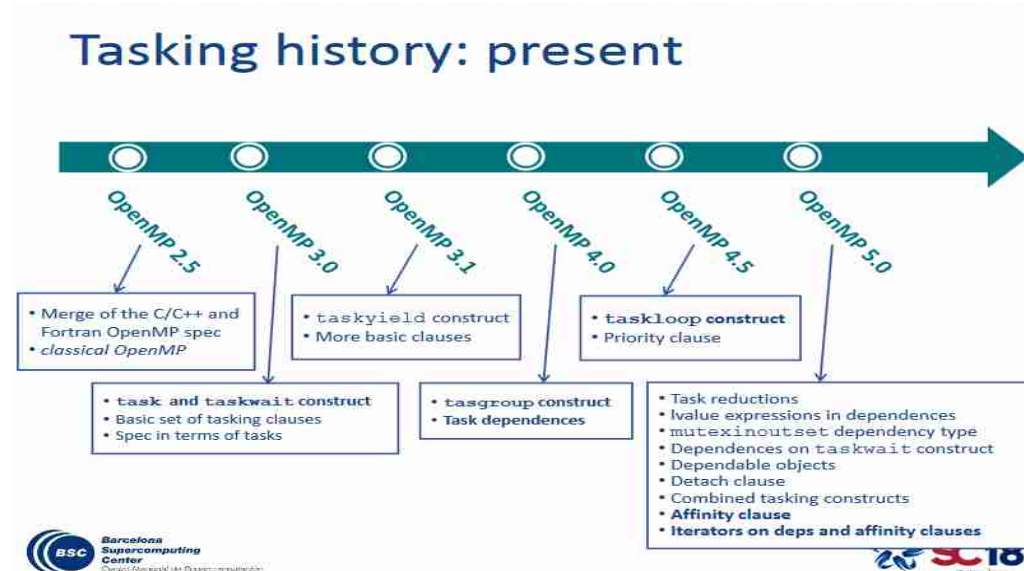 Tasking history: present
OpenMP 2.5
OpenMP 3.0
OpenMP 3.1
OpenMP 4.0
OpenMP 4.5
OpenMP 5.0
• Merge of the C/C++ and
Fortran OpenMP spec
• classical OpenMP
• taskyield construct
• More basic clauses
• taskloop construct
• Priority clause
• task and taskwait construct
• Basic set of tasking clauses
• Spec in terms of tasks
• tasgroup construct
• Task dependences
• Task reductions
• lvalue expressions in dependences
• mutexinoutset dependency type
• Dependences on taskwait construct
• Dependable objects
• Detach clause
• Combined tasking constructs
• Affinity clause
• Iterators on deps and affinity clauses
BSC
Barcelona
Supercomputing
Center
Centro Nacional de Supercomputación
SC18